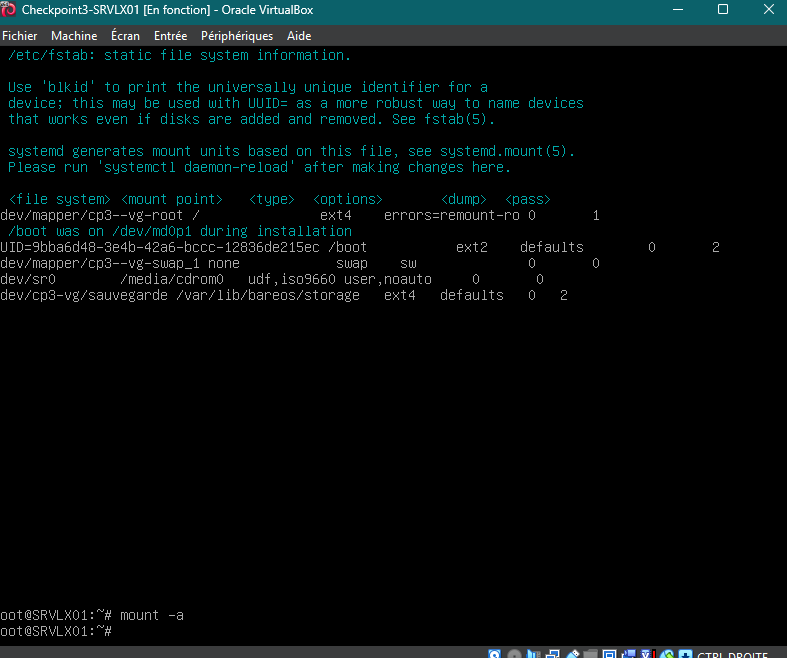 Checkpoint3-SRVLX01 [En fonction] - Oracle VirtualBox
Fichier Machine Écran Entrée Périphériques Aide
/etc/fstab: static file system information.
Use 'blkid' to print the universally unique identifier for a
device; this may be used with UUID= as a more robust way to name devices
that works even if disks are added and removed. See fstab(5).
systemd generates mount units based on this file, see systemd.mount(5).
Please run 'systemctl daemon-reload' after making changes here.
<file system> <mount point> <type> <options> <dump> <pass>
dev/mapper/cp3--vg-root / ext4 errors=remount-ro 0 1
/boot was on /dev/md0p1 during installation
UID=9bba6d48-3e4b-42a6-bccc-12836de215ec /boot ext2 defaults 0 2
dev/mapper/cp3--vg-swap_1 none swap sw 0 0
dev/sr0 /media/cdrom0 udf,iso9660 user,noauto 0 0
dev/cp3-vg/sauvegarde /var/lib/bareos/storage ext4 defaults 0 2
oot@SRVLX01:~# mount -a
oot@SRVLX01:~#
CTRL DROITE